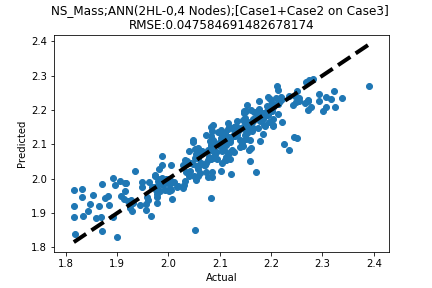 NS_Mass;ANN(2HL-0,4 Nodes);[Case1+Case2 on Case3]
RMSE:0.047584691482678174
2.4
2.3
2.2
2.1
2.0
1.9
1.8
Predicted
1.8 1.9 2.0 2.1 2.2 2.3 2.4
Actual